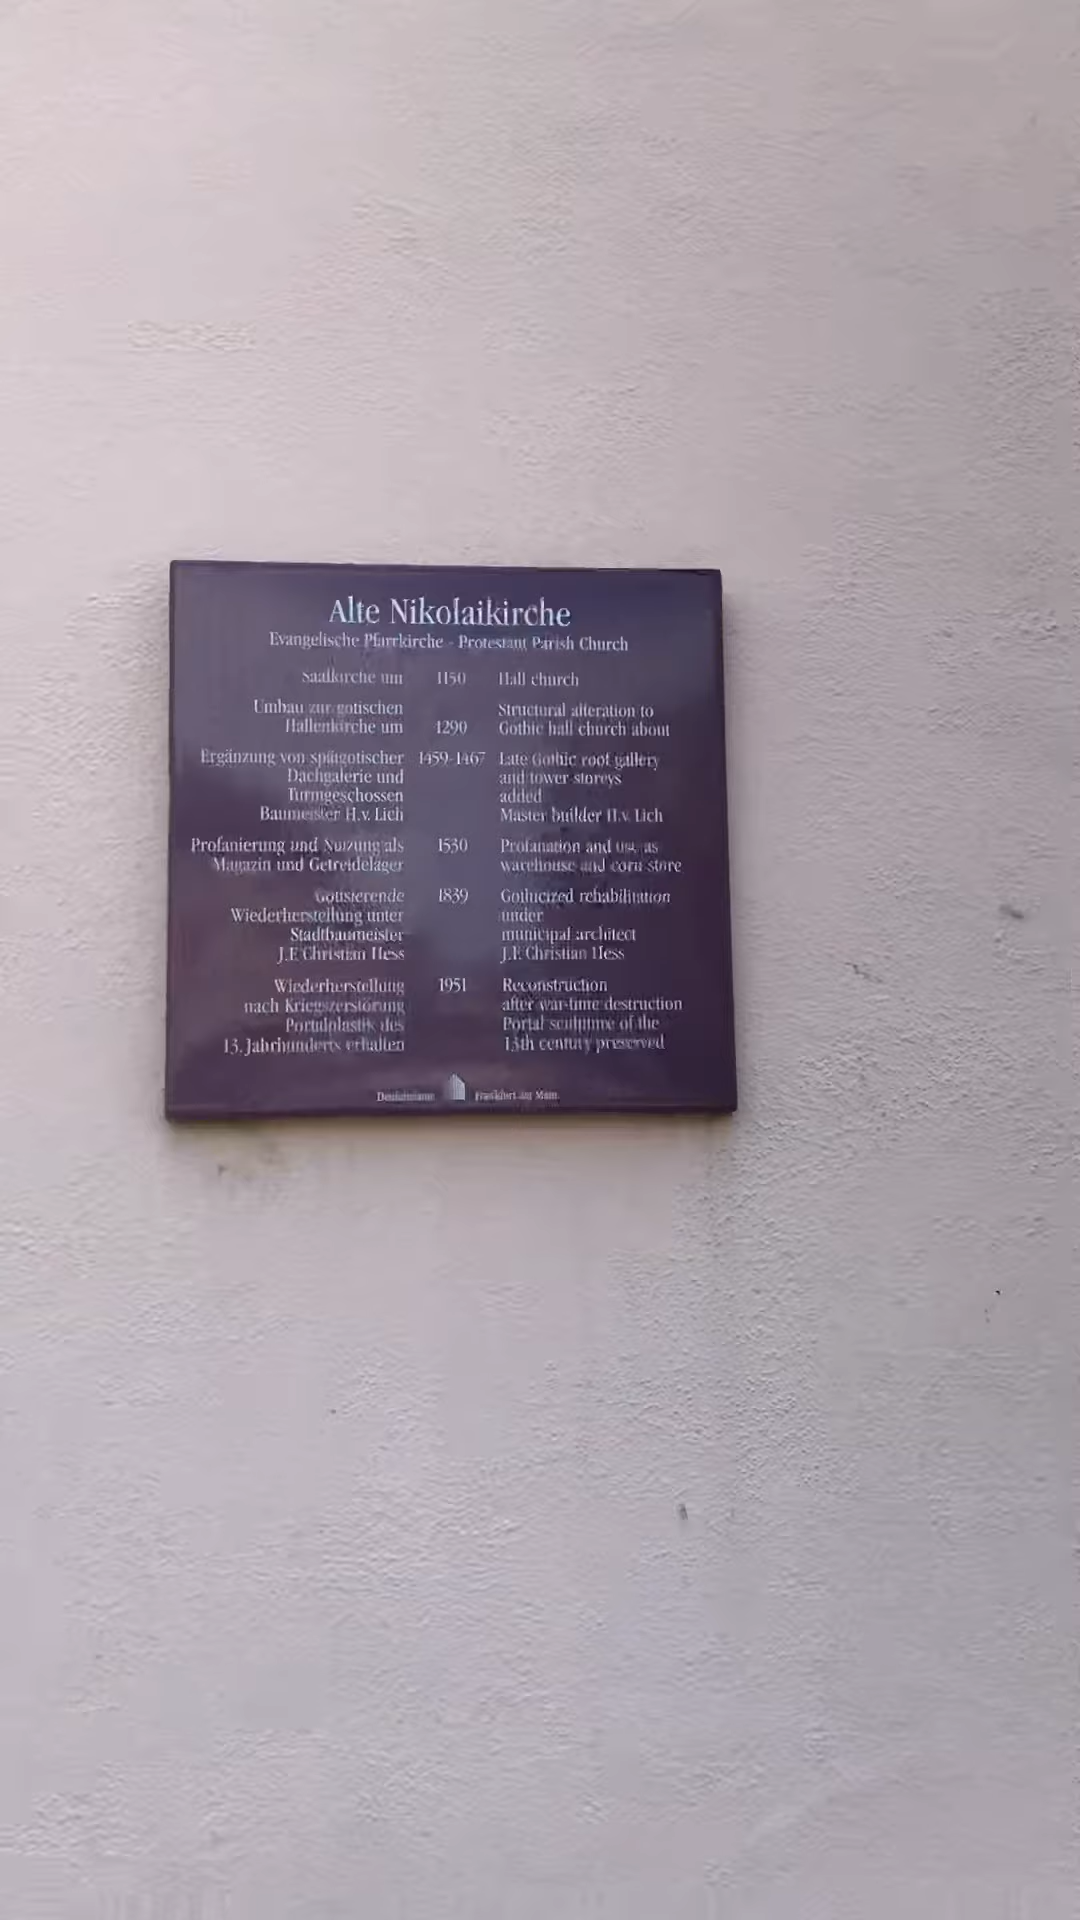 Alte Nikolaikirche
Evangelische Pfarrkirche - Protestant Parish Church
Saalkirche um 1150 Hall church
Umbau zur gotischen Structural alteration to
Hallenkirche um 1290 Gothic hall church about
Ergänzung von spätgotischer 1459-1467 Late Gothic roof gallery
Dachgalerie und and tower storeys
Turmgeschossen added
Baumeister H.v. Lich Master builder H.v. Lich
Profanierung und Nutzung als 1530 Profanation and use as
Magazin und Getreidelager warehouse and corn store
Gotisierende 1839 Gothicized rehabilitation
Wiederherstellung unter under
Stadtbaumeister municipal architect
J.F. Christian Hess J.F. Christian Hess
Wiederherstellung 1951 Reconstruction
nach Kriegszerstörung after war-time destruction
Portalplastik des Portal sculpture of the
13. Jahrhunderts erhalten 13th century preserved
Frankfurt am Main